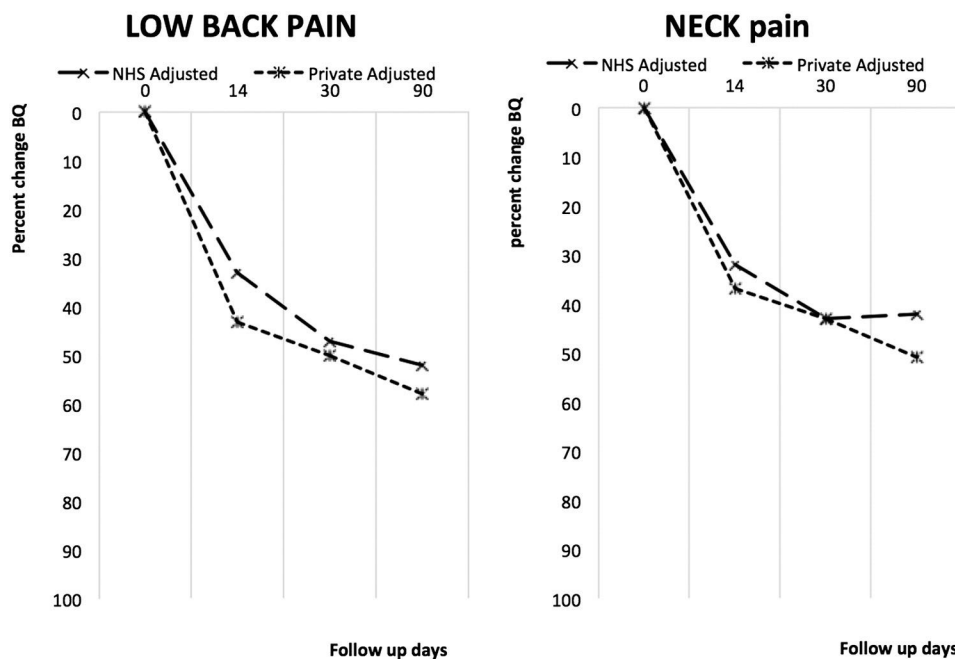 LOW BACK PAIN
NHS Adjusted Private Adjusted
0 14 30 90
Percent change BQ
0
10
20
30
40
50
60
70
80
90
100
Follow up days
NECK pain
NHS Adjusted Private Adjusted
0 14 30 90
percent change BQ
0
10
20
30
40
50
60
70
80
90
100
Follow up days